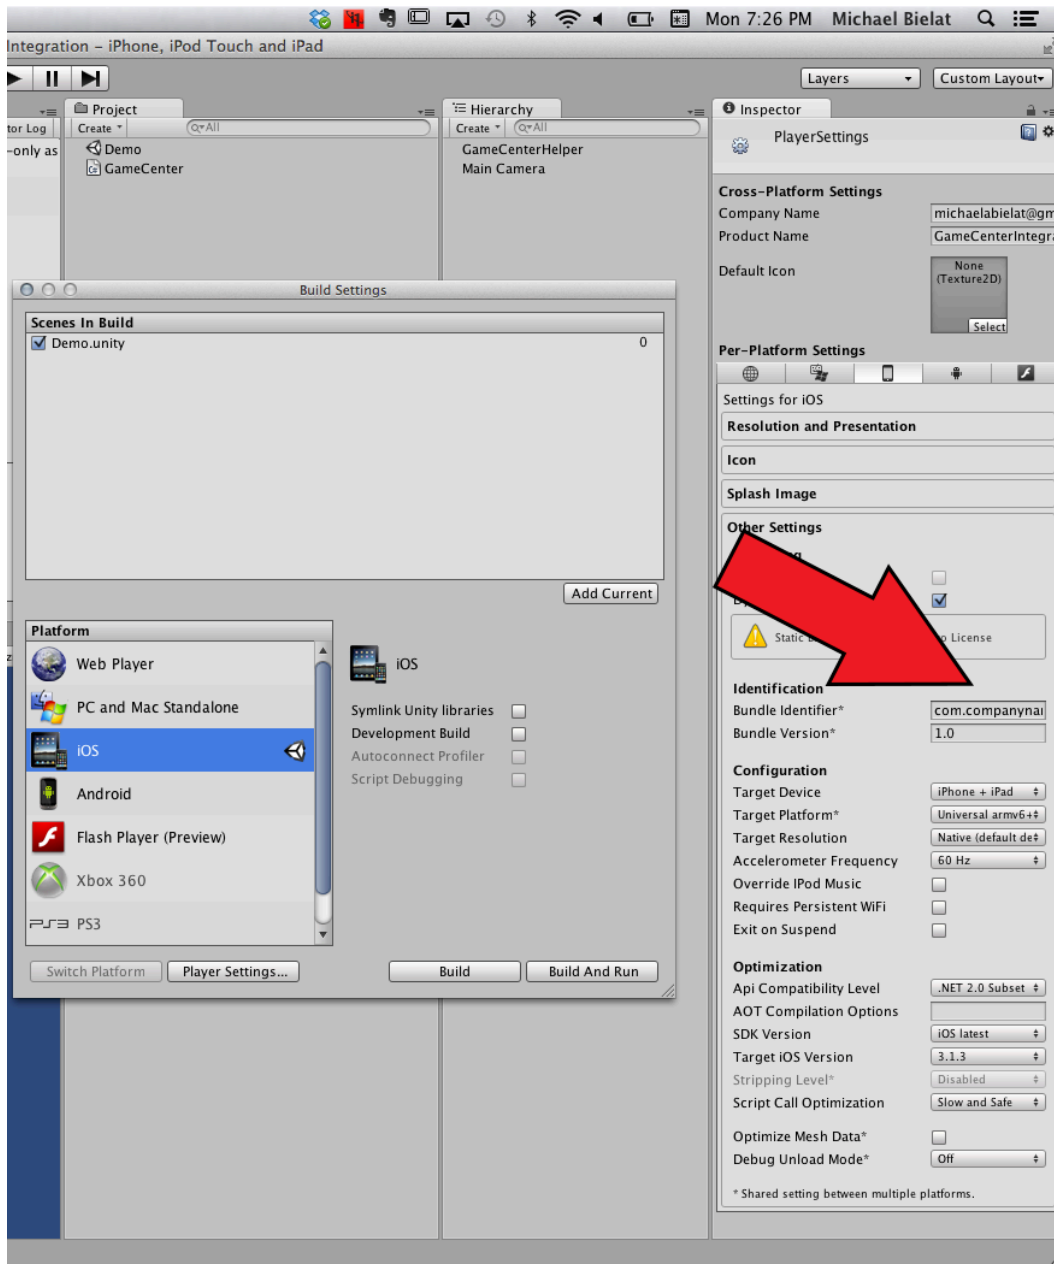 Mon 7:26 PM Michael Bielat
Integration – iPhone, iPod Touch and iPad
Layers
Custom Layout
Project
Hierarchy
Inspector
tor Log
Create
All
Create
All
-only as
Demo
GameCenter
GameCenterHelper
Main Camera
PlayerSettings
Cross-Platform Settings
Company Name
michaelabielat@gm
Product Name
GameCenterIntegra
Default Icon
None
(Texture2D)
Select
Build Settings
Scenes In Build
Demo.unity
0
Add Current
Platform
Web Player
PC and Mac Standalone
iOS
Android
Flash Player (Preview)
Xbox 360
PS3 PS3
iOS
Symlink Unity libraries
Development Build
Autoconnect Profiler
Script Debugging
Switch Platform
Player Settings...
Build
Build And Run
Per-Platform Settings
Settings for iOS
Resolution and Presentation
Icon
Splash Image
Other Settings
Static
License
Identification
Bundle Identifier*
com.companynai
Bundle Version*
1.0
Configuration
Target Device
iPhone + iPad
Target Platform*
Universal armv6+
Target Resolution
Native (default de
Accelerometer Frequency
60 Hz
Override IPod Music
Requires Persistent WiFi
Exit on Suspend
Optimization
Api Compatibility Level
.NET 2.0 Subset
AOT Compilation Options
SDK Version
iOS latest
Target iOS Version
3.1.3
Stripping Level*
Disabled
Script Call Optimization
Slow and Safe
Optimize Mesh Data*
Debug Unload Mode*
Off
* Shared setting between multiple platforms.